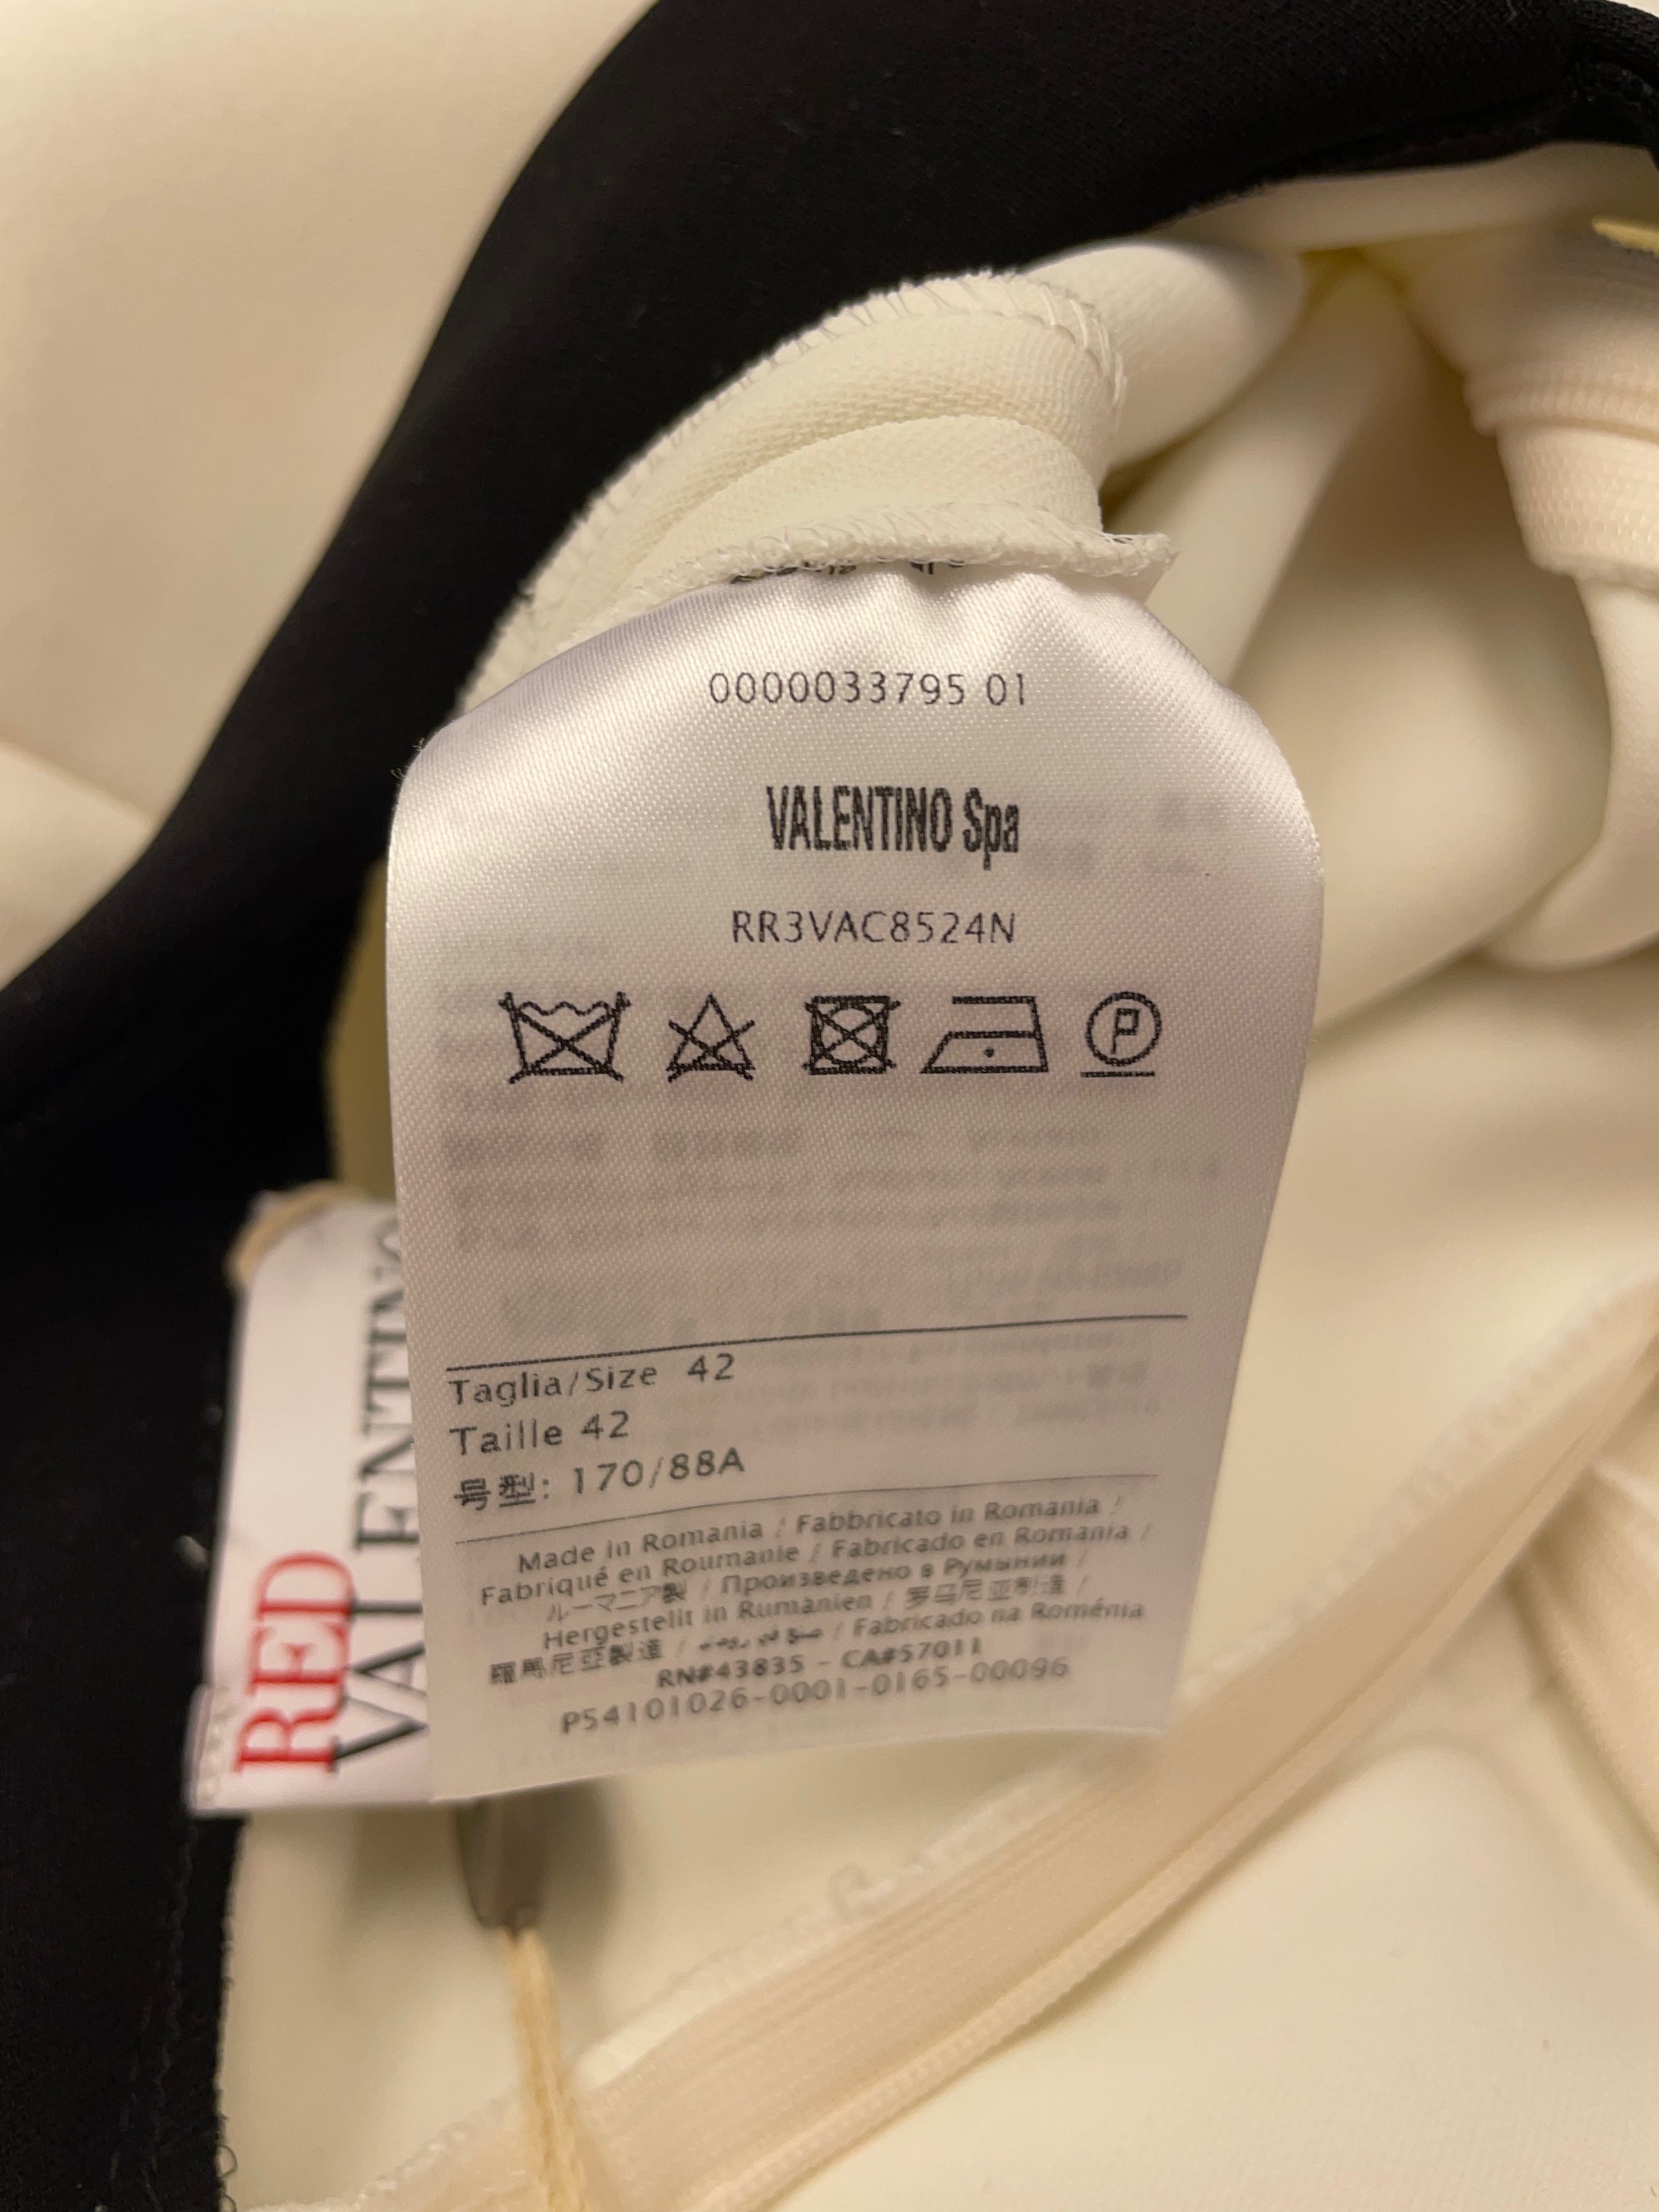 0000033795 01
VALENTINO Spa
RR3VAC8524N
P
Taglia/Size 42
Taille 42
号型: 170/88A
Made in Romania / Fabbricato in Romania /
Fabriqué en Roumanie / Fabricado en Romania /
ルーマニア製 / Произведено в Румынии /
Hergestellt in Rumänien / 罗马尼亚制造 /
羅馬尼亞製造 / / Fabricado na Roménia
RN#43835 - CA#57011
P54101026-0001-0165-00096
RED
VALENTINO